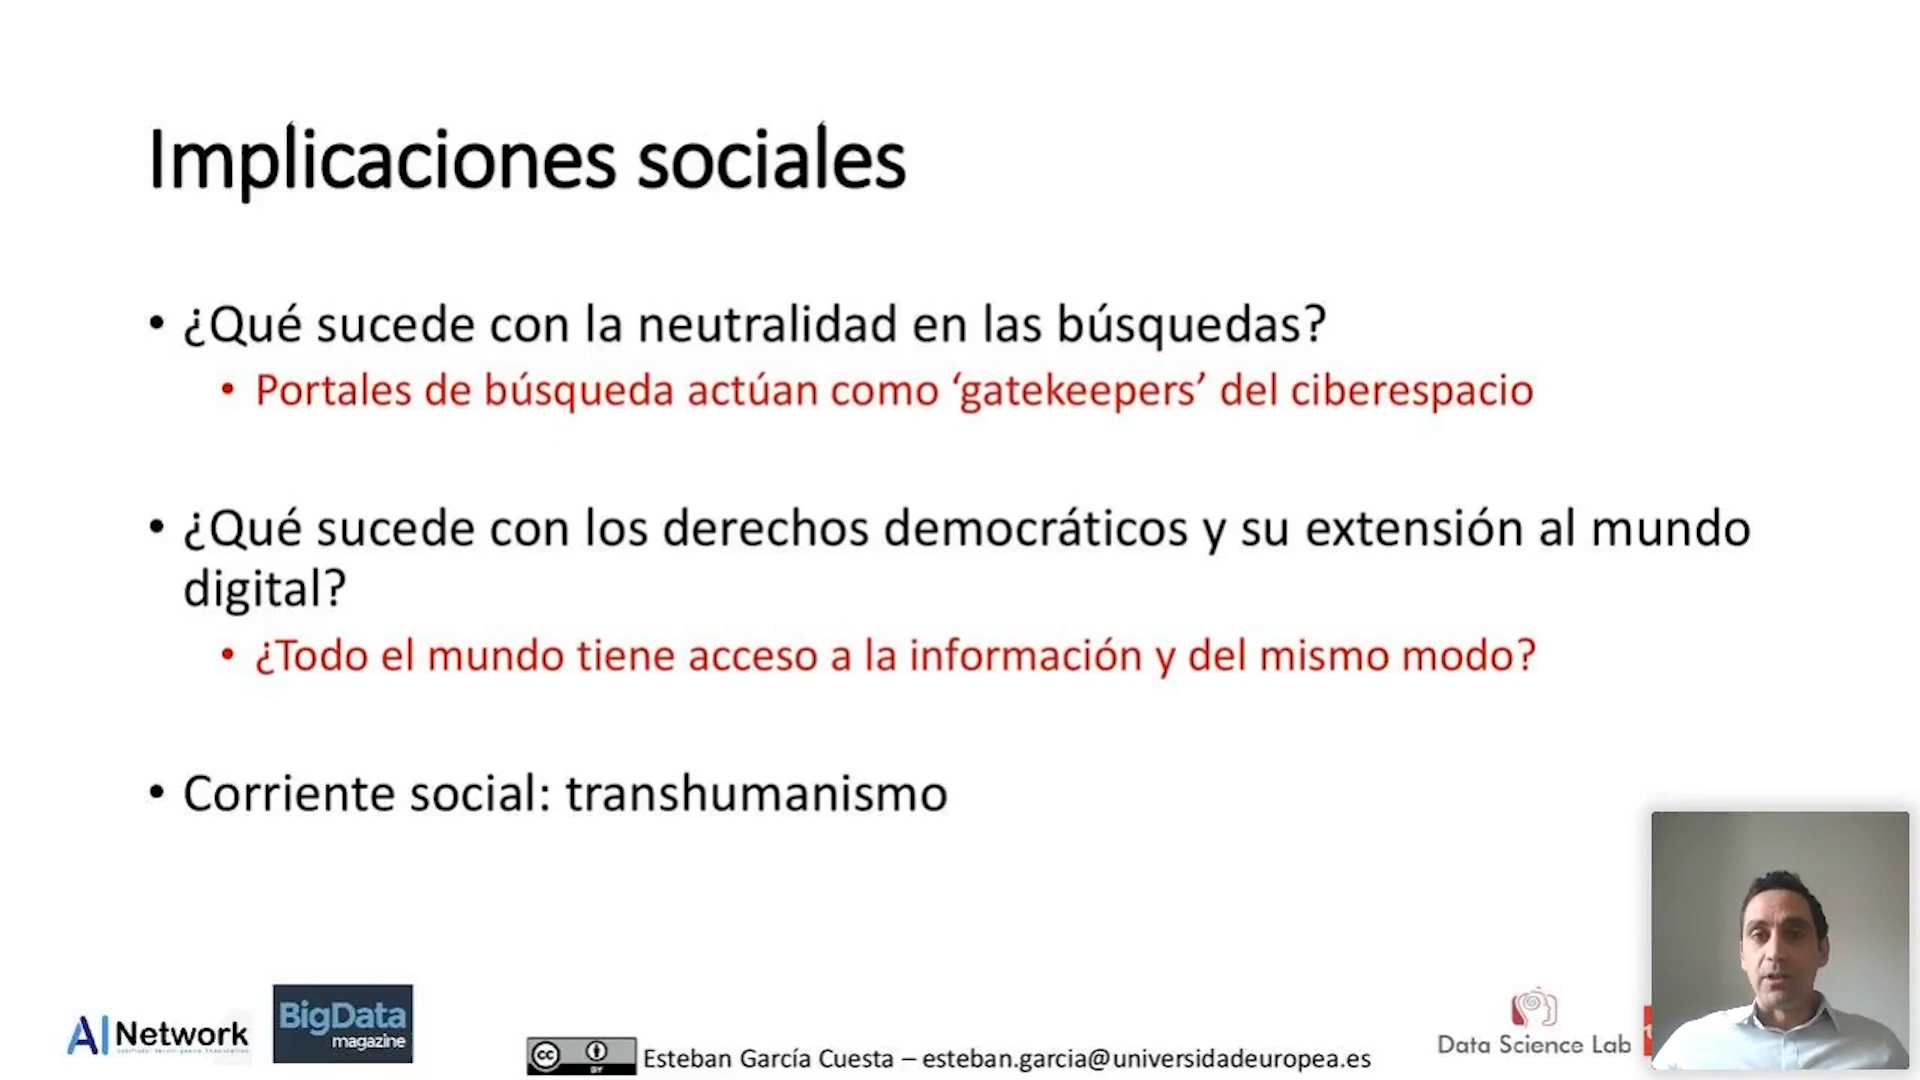 Implicaciones sociales
• ¿Qué sucede con la neutralidad en las búsquedas?
• Portales de búsqueda actúan como ‘gatekeepers’ del ciberespacio
• ¿Qué sucede con los derechos democráticos y su extensión al mundo
digital?
• ¿Todo el mundo tiene acceso a la información y del mismo modo?
• Corriente social: transhumanismo
AI Network
BigData
magazine
cc
BY
Esteban García Cuesta – esteban.garcia@universidadeuropea.es
Data Science Lab